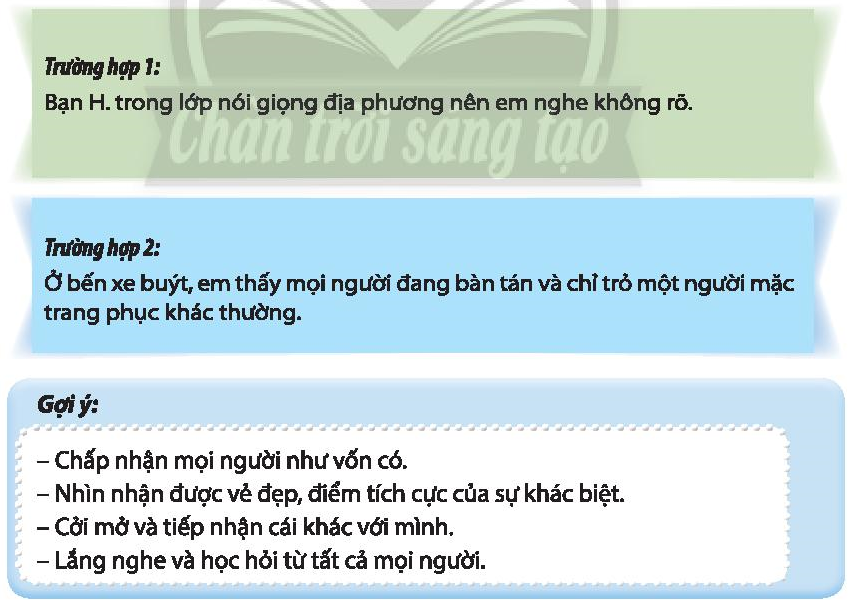 Trường hợp 1:
Bạn H. trong lớp nói giọng địa phương nên em nghe không rõ.
Chân trời sáng tạo
Trường hợp 2:
Ở bến xe buýt, em thấy mọi người đang bàn tán và chỉ trỏ một người mặc
trang phục khác thường.
Gợi ý:
– Chấp nhận mọi người như vốn có.
– Nhìn nhận được vẻ đẹp, điểm tích cực của sự khác biệt.
– Cởi mở và tiếp nhận cái khác với mình.
– Lắng nghe và học hỏi từ tất cả mọi người.